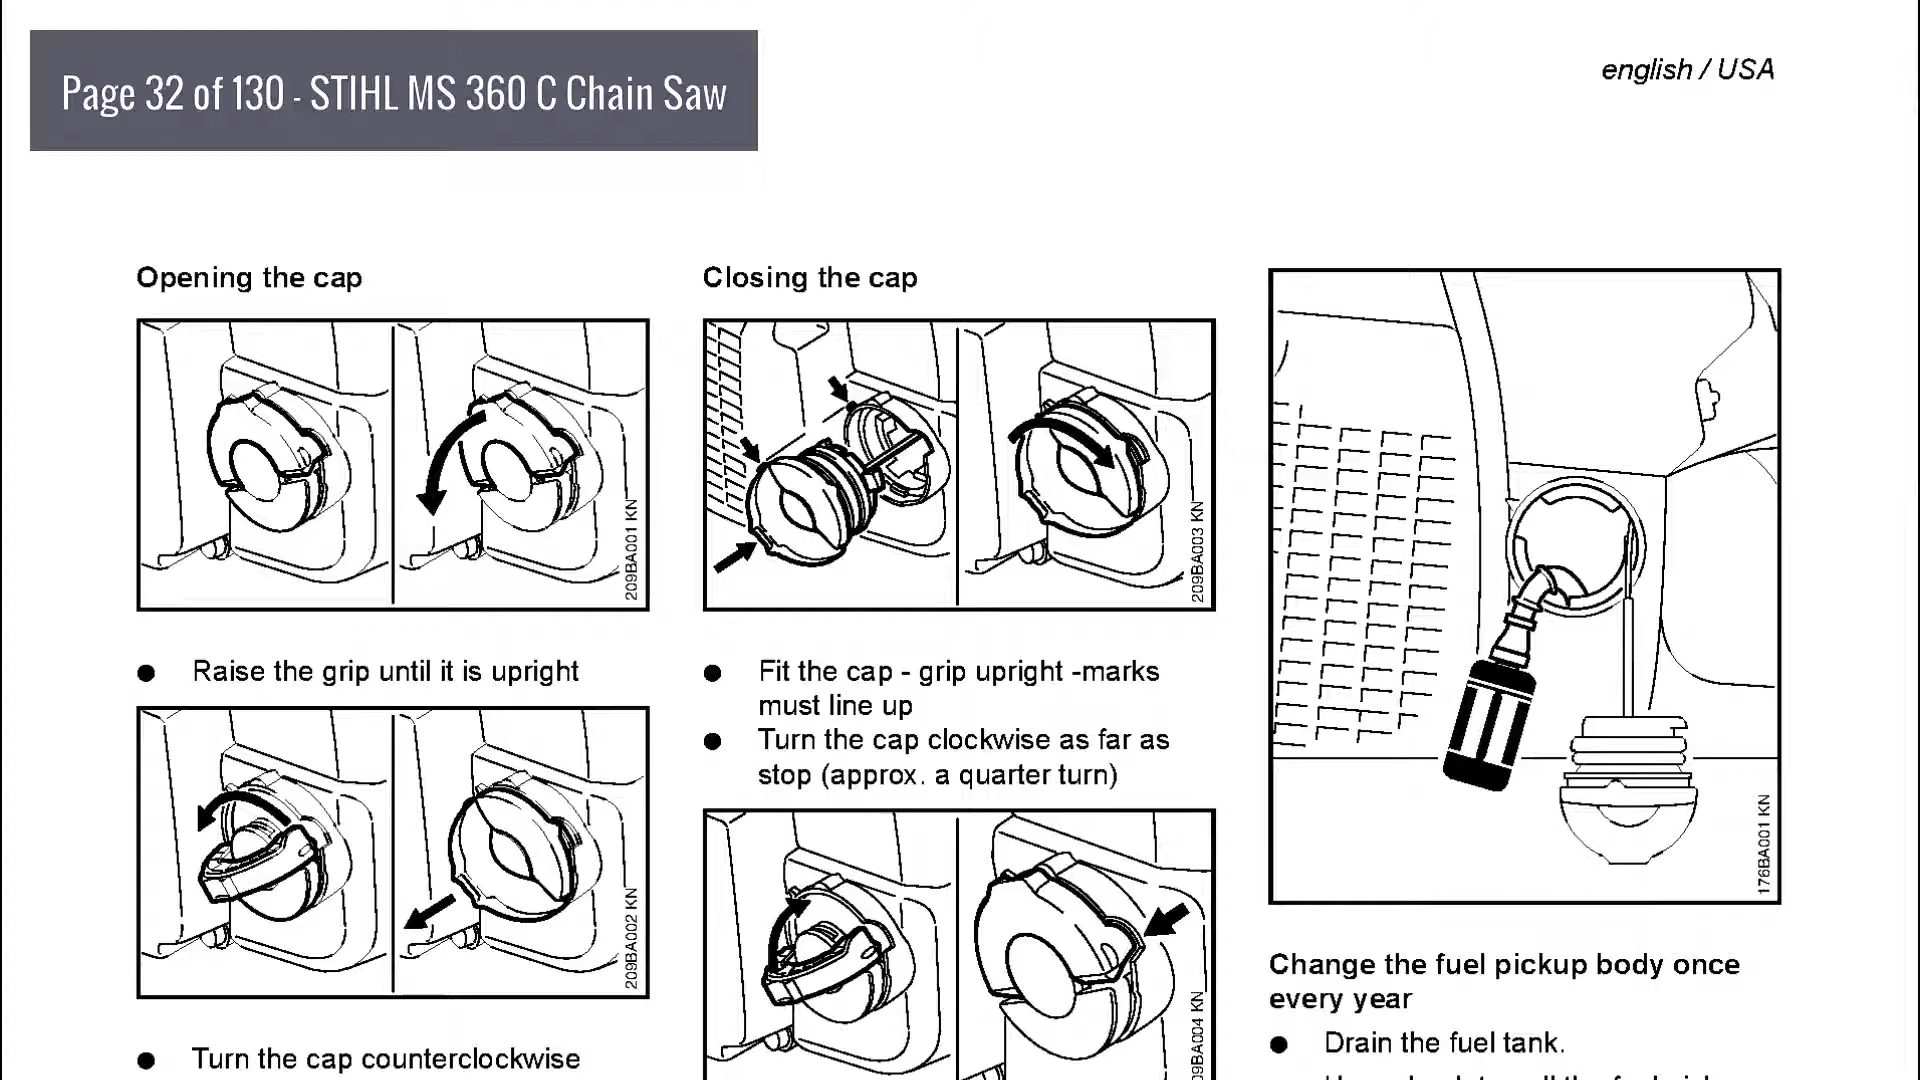 Page 32 of 130 - STIHL MS 360 C Chain Saw
english / USA
Opening the cap
209BA001 KN
Raise the grip until it is upright
209BA002 KN
Turn the cap counterclockwise
Closing the cap
209BA003 KN
Fit the cap - grip upright -marks
must line up
Turn the cap clockwise as far as
stop (approx. a quarter turn)
KN
176BA001 KN
Change the fuel pickup body once
every year
Drain the fuel tank.